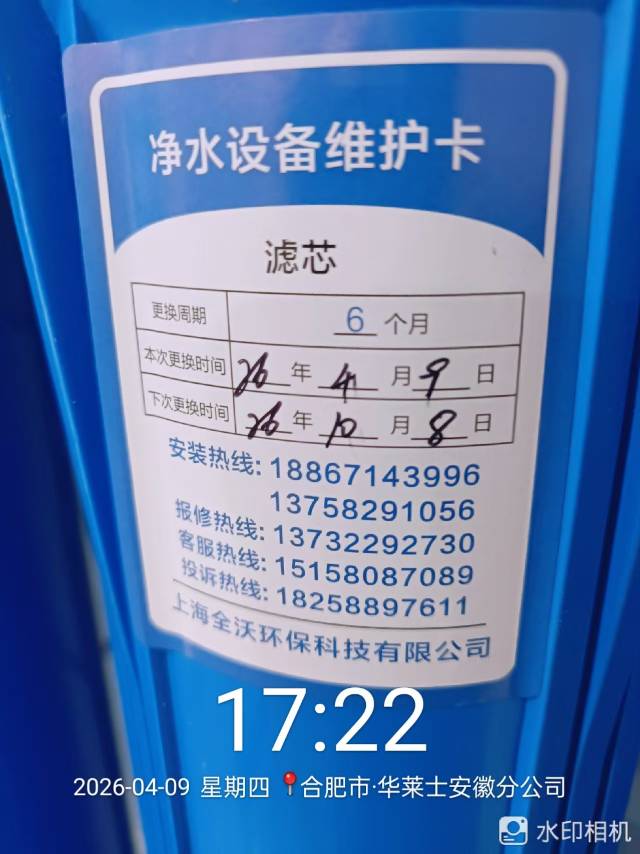 净水设备维护卡
滤芯
更换周期 6 个月
本次更换时间 26 年 4 月 9 日
下次更换时间 26 年 10 月 8 日
安装热线: 18867143996
13758291056
报修热线: 13732292730
客服热线: 15158087089
投诉热线: 18258897611
上海全沃环保科技有限公司
17:22
2026-04-09 星期四 合肥市·华莱士安徽分公司
水印相机